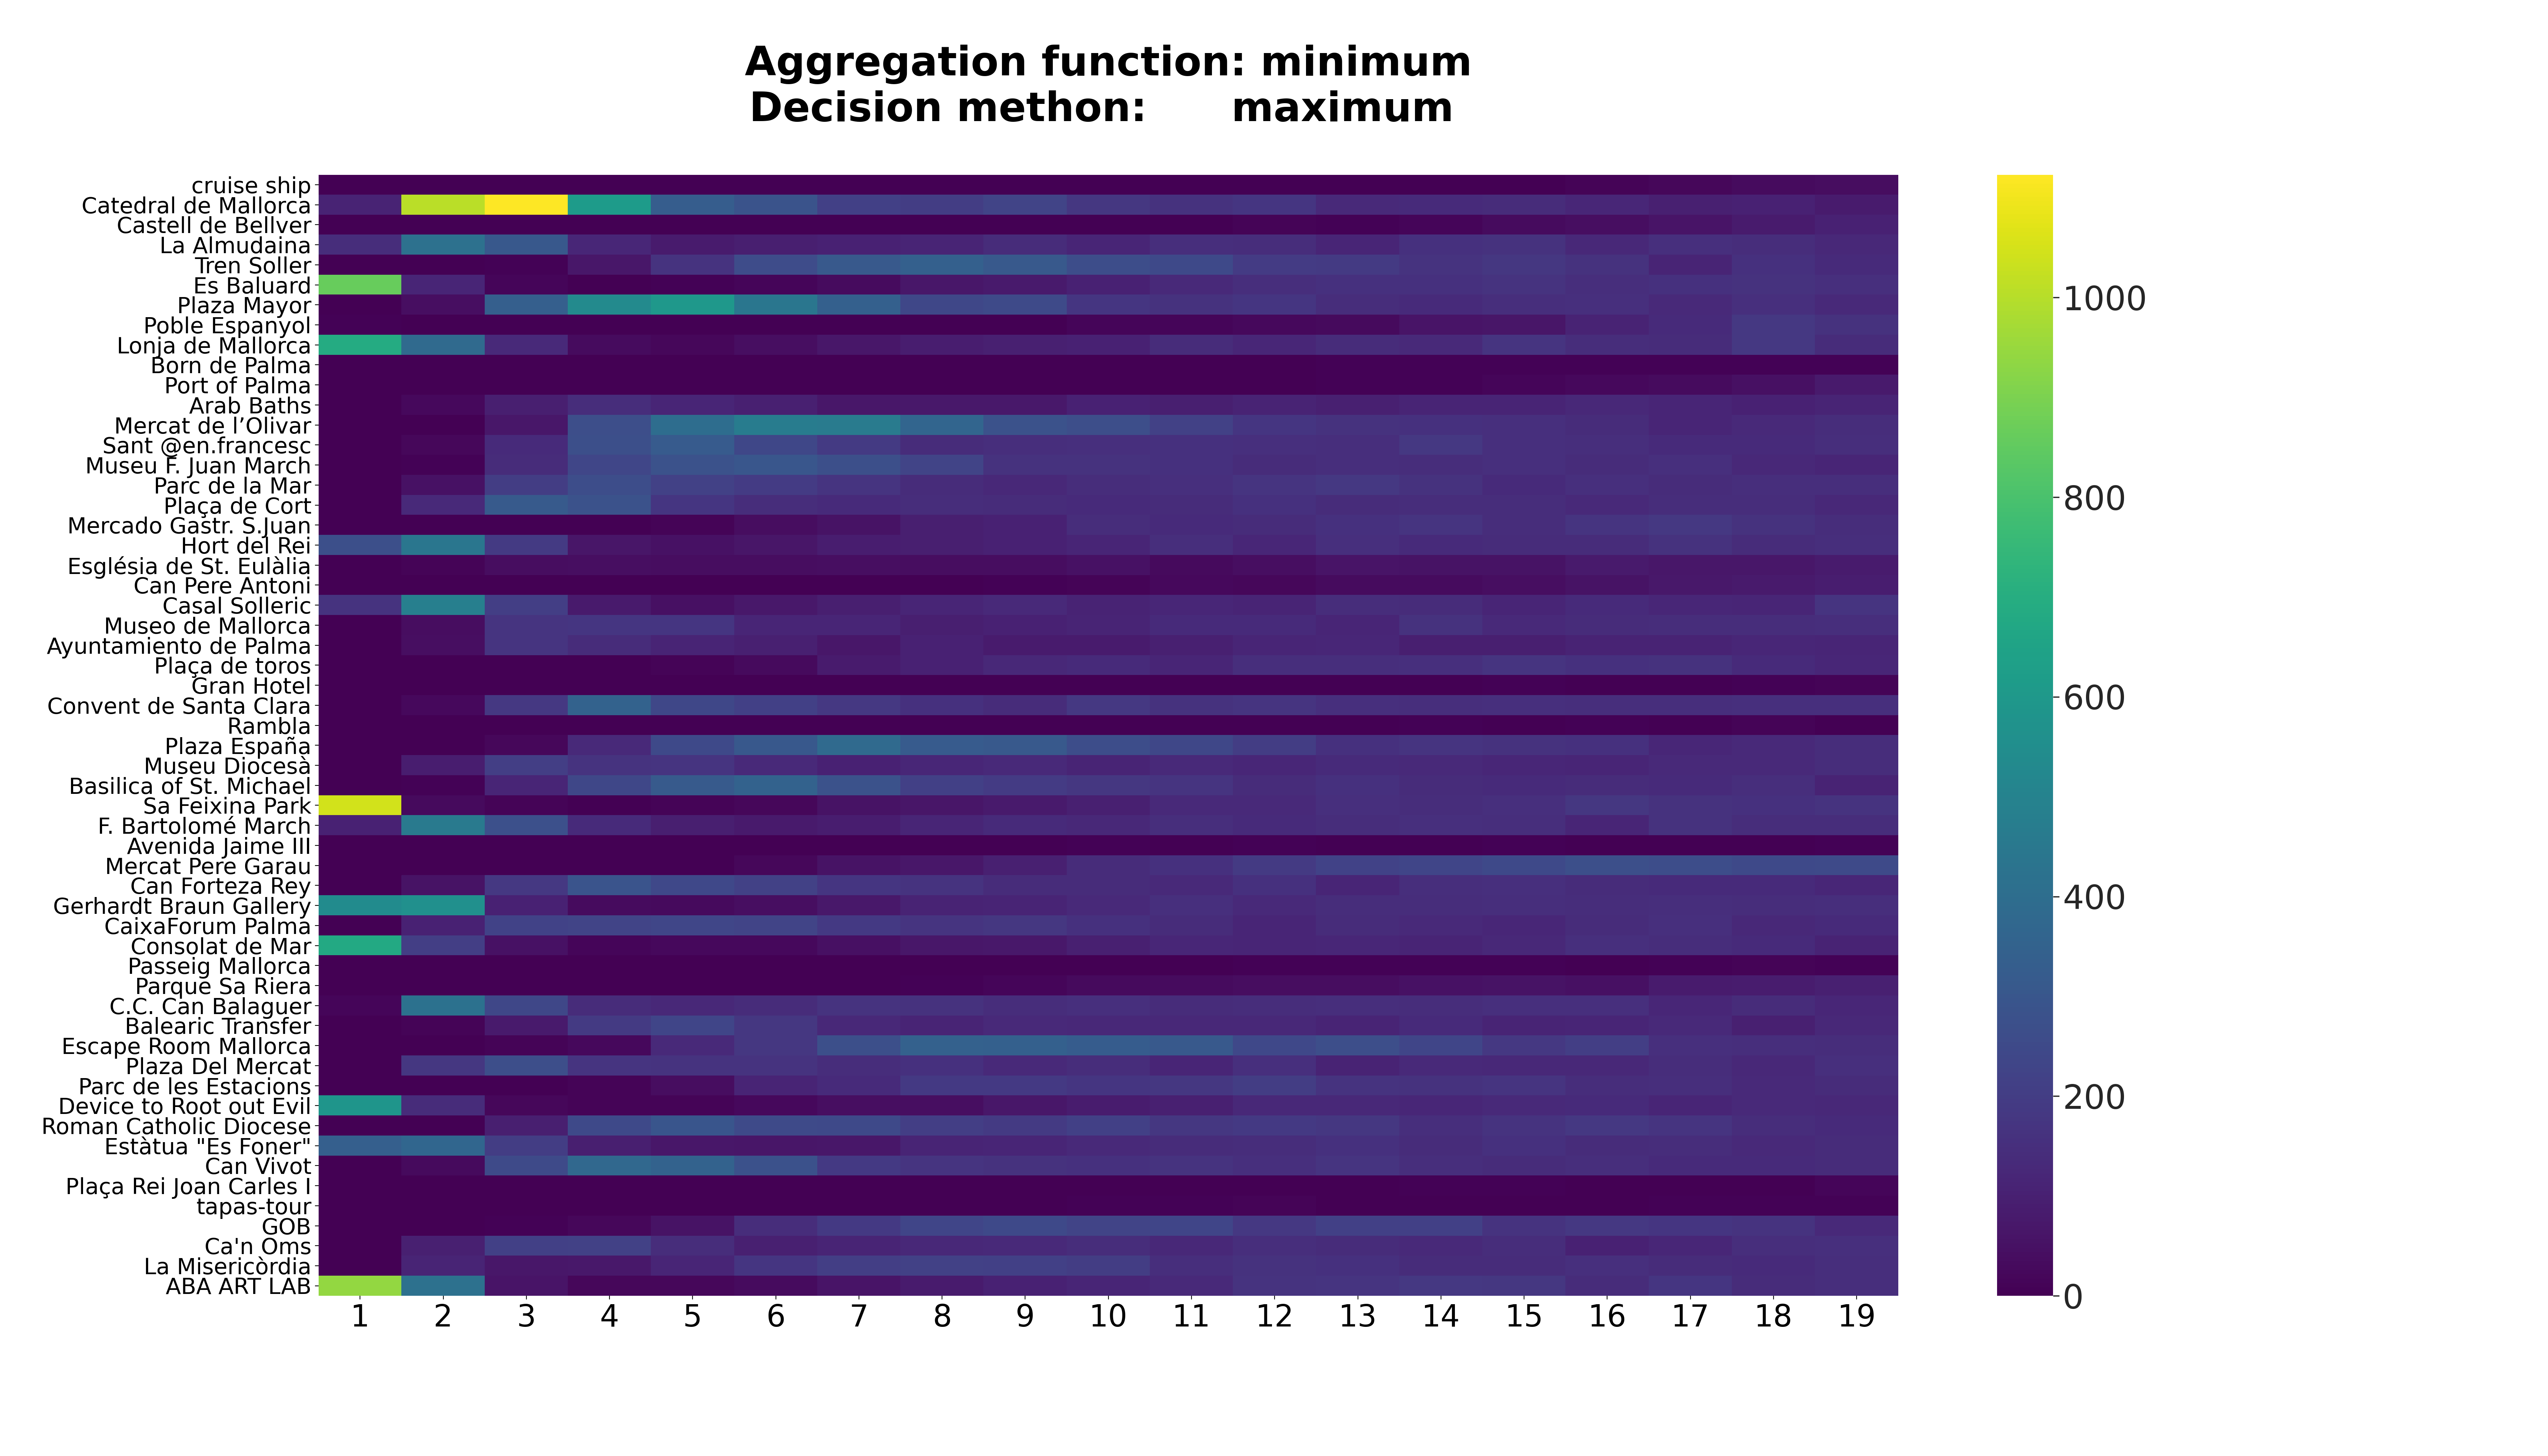 Aggregation function: minimum
Decision methon: maximum
cruise ship
Catedral de Mallorca
Castell de Bellver
La Almudaina
Tren Soller
Es Baluard
Plaza Mayor
Poble Espanyol
Lonja de Mallorca
Born de Palma
Port of Palma
Arab Baths
Mercat de l’Olivar
Sant @en.francesc
Museu F. Juan March
Parc de la Mar
Plaça de Cort
Mercado Gastr. S.Juan
Hort del Rei
Església de St. Eulàlia
Can Pere Antoni
Casal Solleric
Museo de Mallorca
Ayuntamiento de Palma
Plaça de toros
Gran Hotel
Convent de Santa Clara
Rambla
Plaza España
Museu Diocesà
Basilica of St. Michael
Sa Feixina Park
F. Bartolomé March
Avenida Jaime III
Mercat Pere Garau
Can Forteza Rey
Gerhardt Braun Gallery
CaixaForum Palma
Consolat de Mar
Passeig Mallorca
Parque Sa Riera
C.C. Can Balaguer
Balearic Transfer
Escape Room Mallorca
Plaza Del Mercat
Parc de les Estacions
Device to Root out Evil
Roman Catholic Diocese
Estàtua "Es Foner"
Can Vivot
Plaça Rei Joan Carles I
tapas-tour
GOB
Ca'n Oms
La Misericòrdia
ABA ART LAB
1 2 3 4 5 6 7 8 9 10 11 12 13 14 15 16 17 18 19
1000
800
600
400
200
0